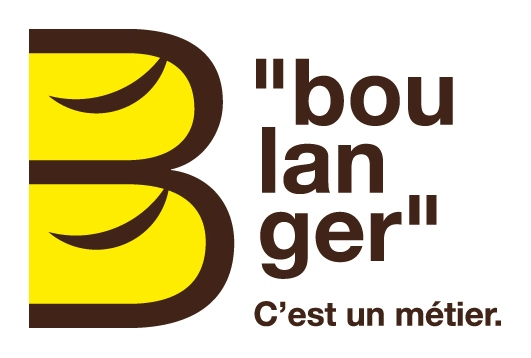 "bou
lan
ger"
C'est un métier.